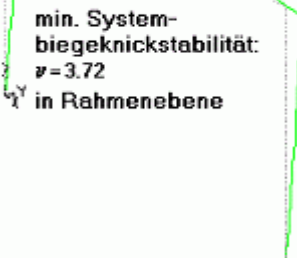 min. System-
biegeknickstabilität:
ν=3.72
Y in Rahmenebene